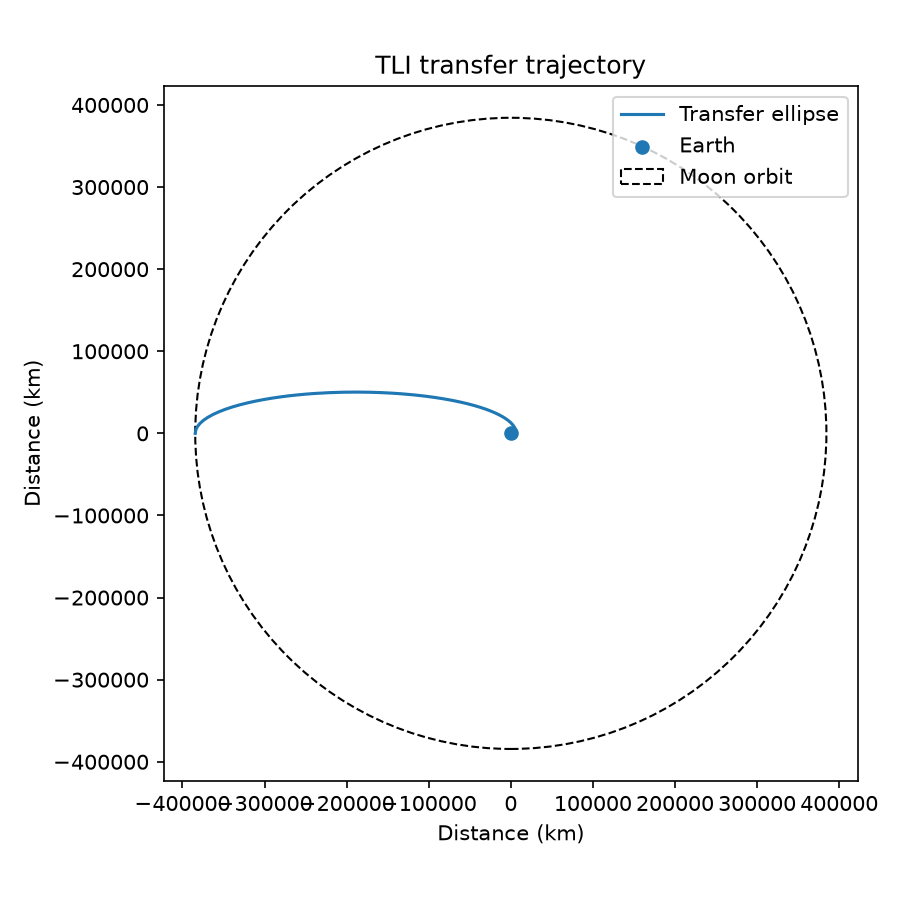 TLI transfer trajectory
Transfer ellipse
Earth
Moon orbit
400000
300000
200000
100000
0
−100000
−200000
−300000
−400000
Distance (km)
−400000 −300000 −200000 −100000 0 100000 200000 300000 400000
Distance (km)